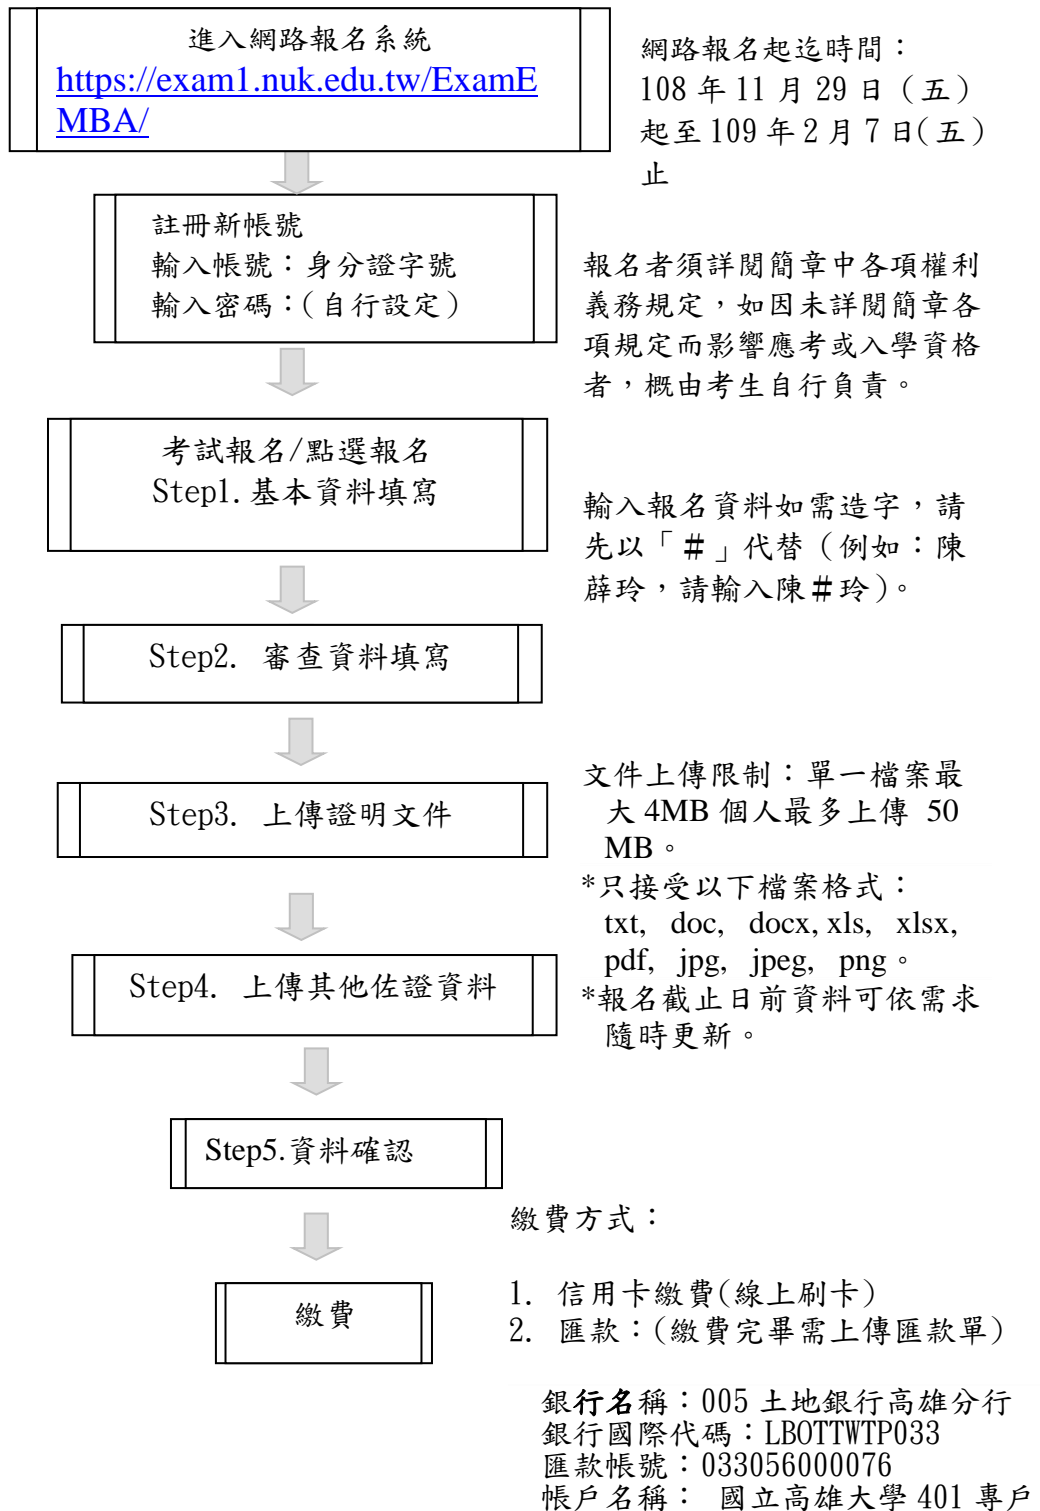 進入網路報名系統
https://exam1.nuk.edu.tw/ExamE
MBA/
網路報名起迄時間：
108 年 11 月 29 日（五）
起至 109 年 2 月 7 日(五)
止
註冊新帳號
輸入帳號：身分證字號
輸入密碼：(自行設定)
報名者須詳閱簡章中各項權利
義務規定，如因未詳閱簡章各
項規定而影響應考或入學資格
者，概由考生自行負責。
考試報名/點選報名
Step1.基本資料填寫
輸入報名資料如需造字，請
先以「＃」代替（例如：陳
薛玲，請輸入陳＃玲）。
Step2. 審查資料填寫
Step3. 上傳證明文件
文件上傳限制：單一檔案最
大 4MB 個人最多上傳 50
MB。
*只接受以下檔案格式：
txt, doc, docx, xls, xlsx,
pdf, jpg, jpeg, png。
*報名截止日前資料可依需求
隨時更新。
Step4. 上傳其他佐證資料
Step5.資料確認
繳費
繳費方式：
1. 信用卡繳費(線上刷卡)
2. 匯款：(繳費完畢需上傳匯款單)
銀行名稱：005 土地銀行高雄分行
銀行國際代碼：LBOTTWTP033
匯款帳號：033056000076
帳戶名稱： 國立高雄大學 401 專戶